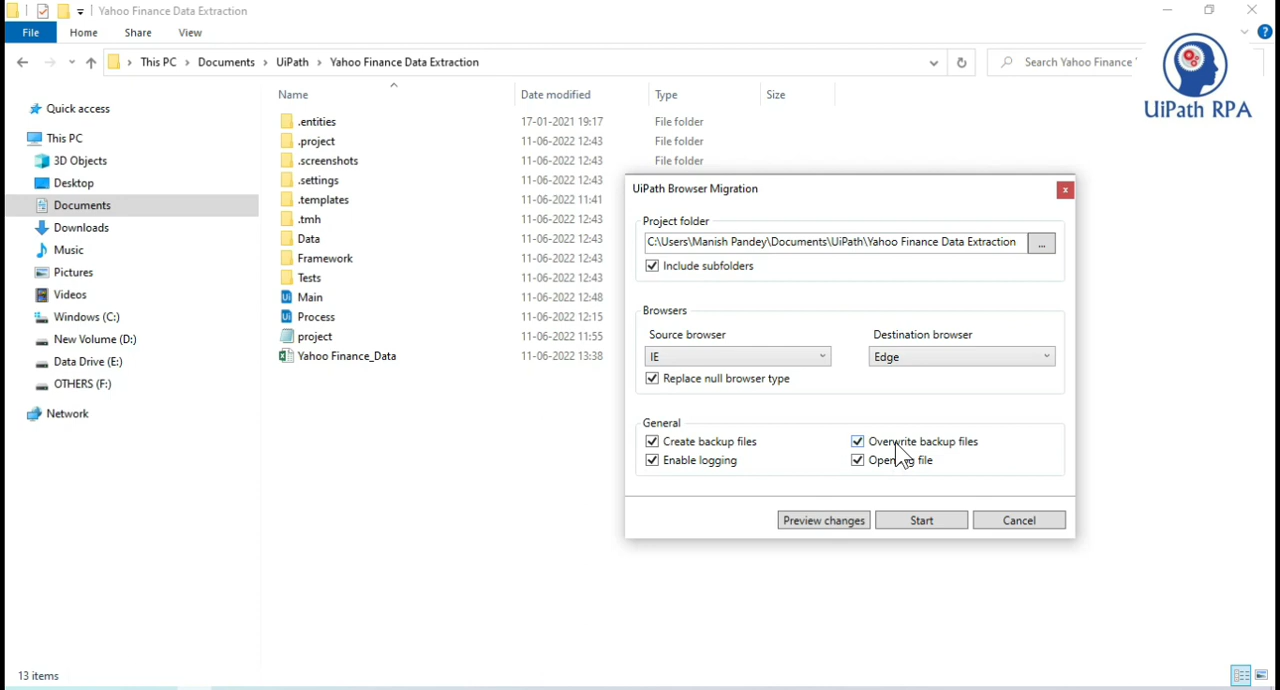 Yahoo Finance Data Extraction
File Home Share View
This PC Documents UiPath Yahoo Finance Data Extraction
Search Yahoo Finance
UiPath RPA
Quick access
This PC
3D Objects
Desktop
Documents
Downloads
Music
Pictures
Videos
Windows (C:)
New Volume (D:)
Data Drive (E:)
OTHERS (F:)
Network
Name Date modified Type Size
.entities 17-01-2021 19:17 File folder
.project 11-06-2022 12:43 File folder
.screenshots 11-06-2022 12:43 File folder
.settings 11-06-2022 12:43
.templates 11-06-2022 11:41
.tmh 11-06-2022 12:43
Data 11-06-2022 12:43
Framework 11-06-2022 12:43
Tests 11-06-2022 12:43
Main 11-06-2022 12:48
Process 11-06-2022 12:15
project 11-06-2022 11:55
Yahoo Finance_Data 11-06-2022 13:38
UiPath Browser Migration
x
Project folder
C:\Users\Manish Pandey\Documents\UiPath\Yahoo Finance Data Extraction ...
Include subfolders
Browsers
Source browser Destination browser
IE Edge
Replace null browser type
General
Create backup files Overwrite backup files
Enable logging Open file
Preview changes Start Cancel
13 items